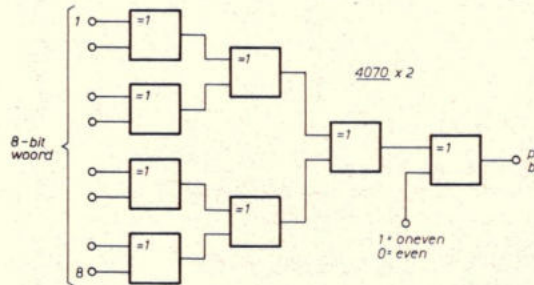 1
=1
=1
=1
4070 x 2
8-bit
woord
=1
=1
=1
=1
8
=1
1= oneven
0= even